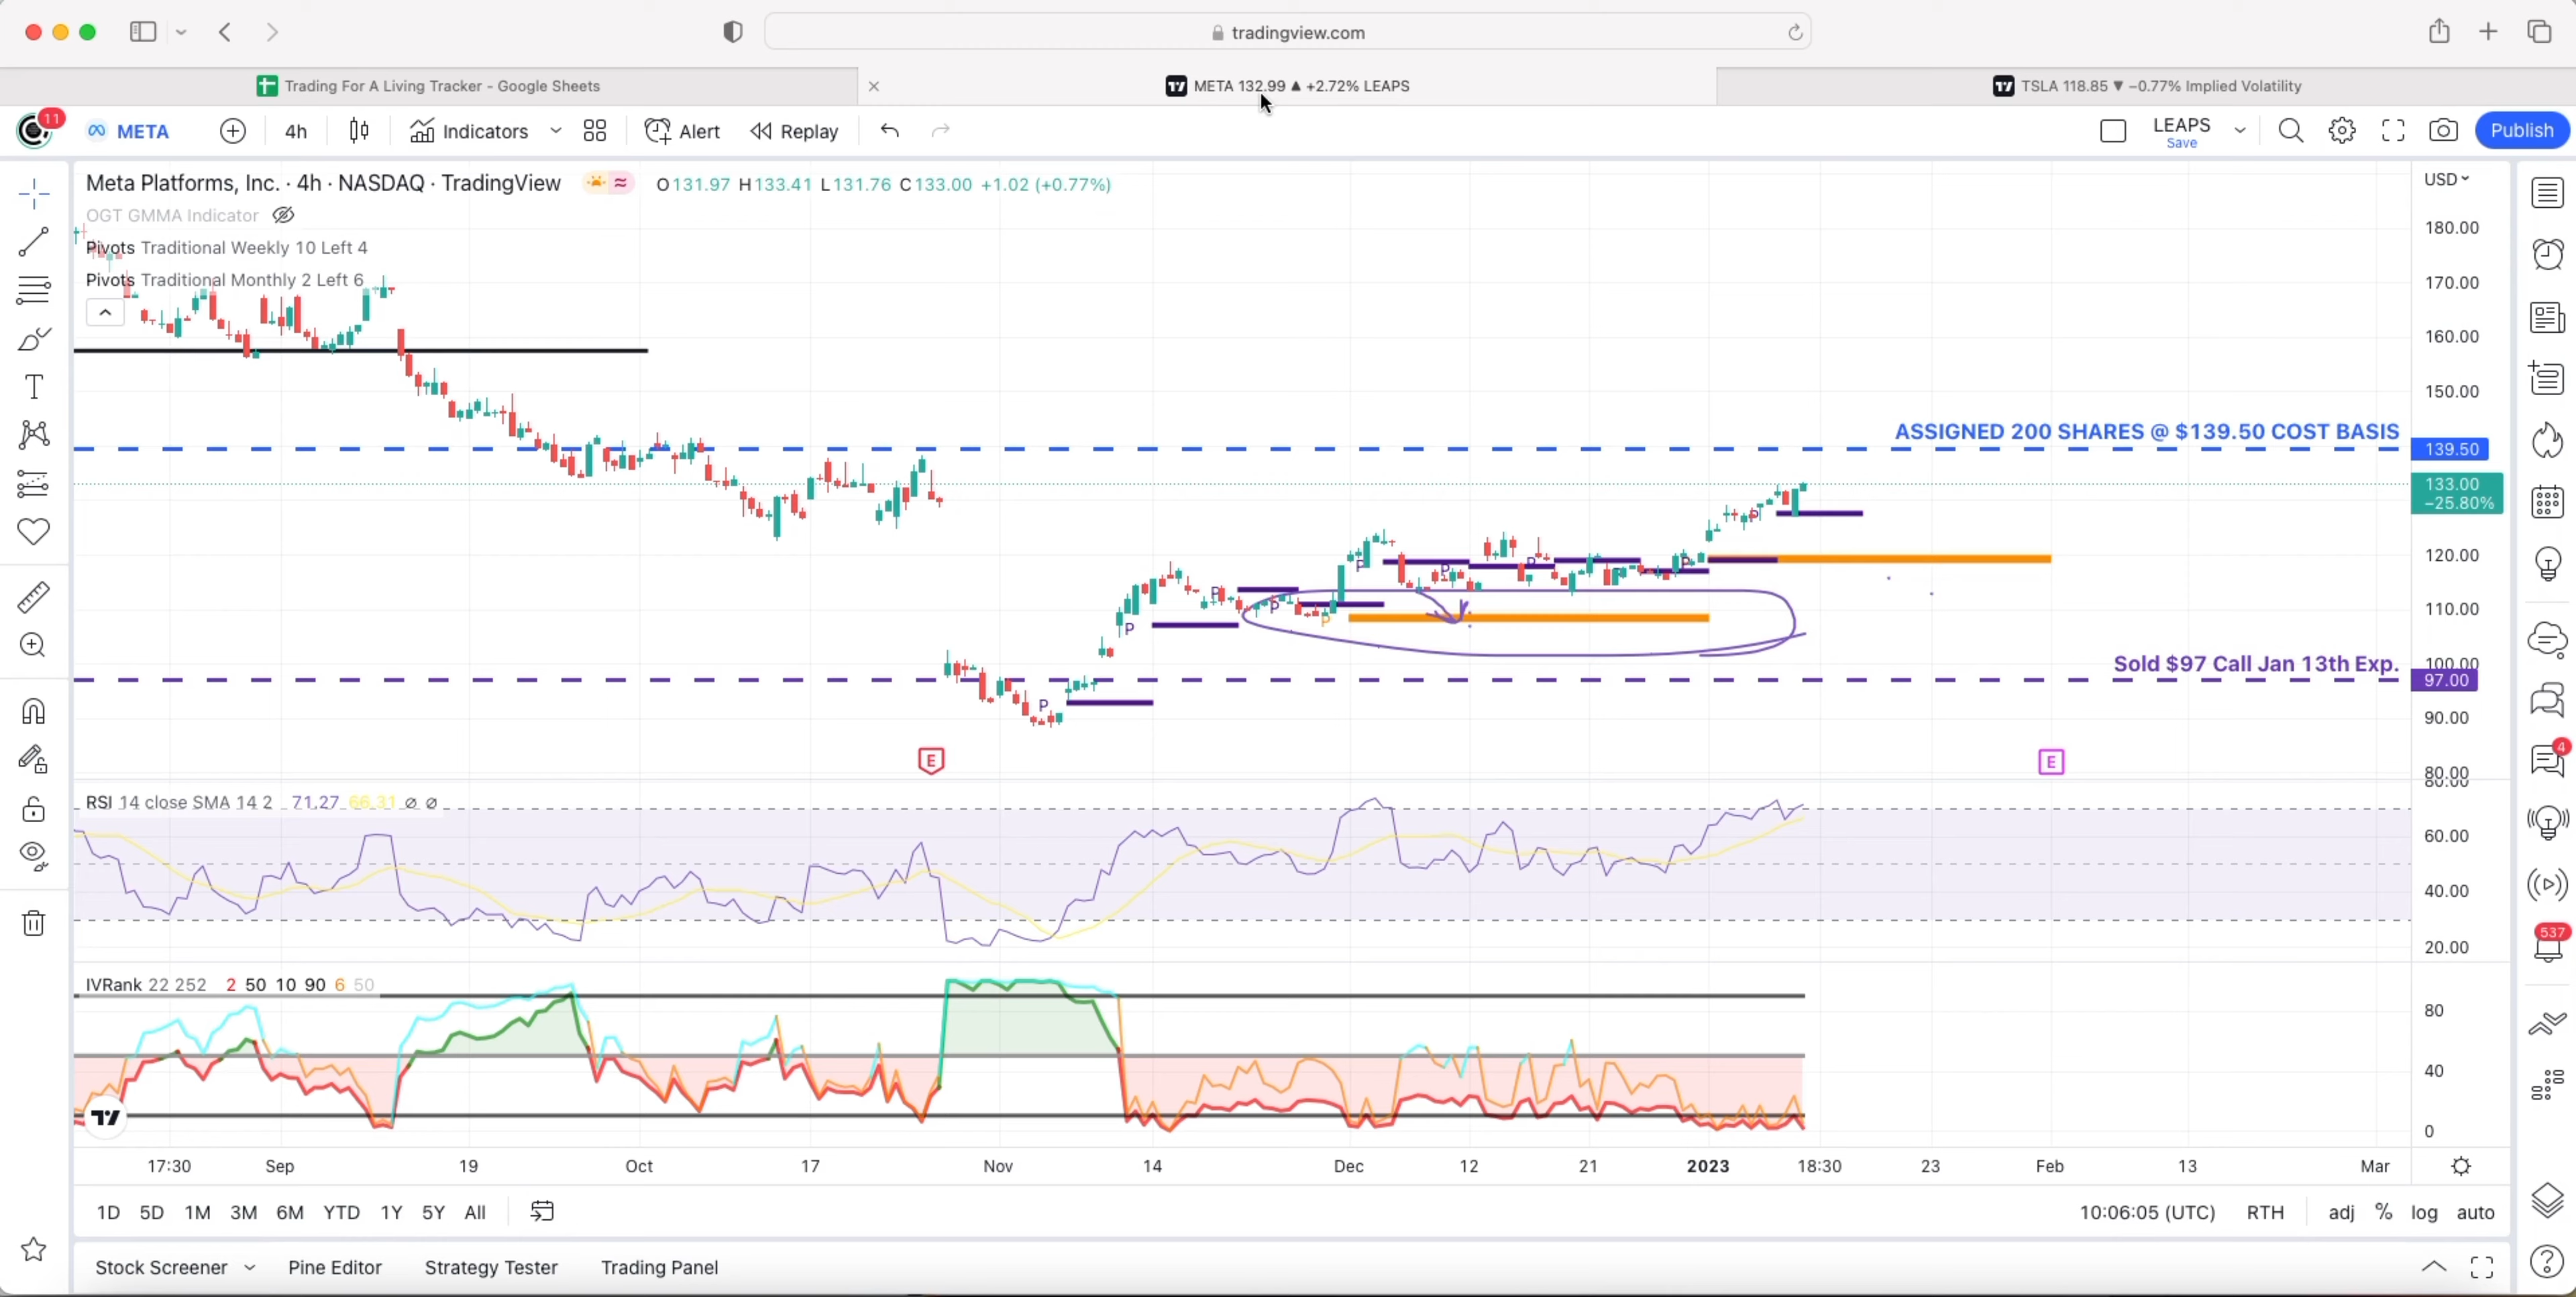 tradingview.com
Trading For A Living Tracker - Google Sheets
META 132.99 ▲ +2.72% LEAPS
TSLA 118.85 ▼ −0.77% Implied Volatility
11
META
4h
Indicators
Alert
Replay
LEAPS
Save
Publish
Meta Platforms, Inc. · 4h · NASDAQ · TradingView
O131.97 H133.41 L131.76 C133.00 +1.02 (+0.77%)
USD
OGT GMMA Indicator
Pivots Traditional Weekly 10 Left 4
Pivots Traditional Monthly 2 Left 6
180.00
170.00
160.00
150.00
ASSIGNED 200 SHARES @ $139.50 COST BASIS
139.50
133.00
−25.80%
120.00
110.00
100.00
Sold $97 Call Jan 13th Exp.
97.00
90.00
80.00
P P P P P P P P P P
E
E
RSI 14 close SMA 14 2 71.27 66.31 ∅ ∅
80.00
60.00
40.00
20.00
IVRank 22 252 2 50 10 90 6 50
80
40
0
17:30 Sep 19 Oct 17 Nov 14 Dec 12 21 2023 18:30 23 Feb 13 Mar
1D 5D 1M 3M 6M YTD 1Y 5Y All
10:06:05 (UTC) RTH adj % log auto
Stock Screener Pine Editor Strategy Tester Trading Panel
4
537